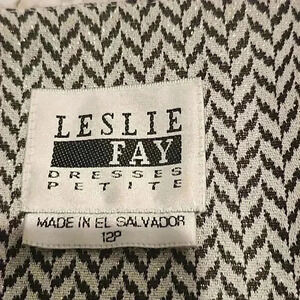 LESLIE
FAY
DRESSES
PETITE
MADE IN EL SALVADOR
12P